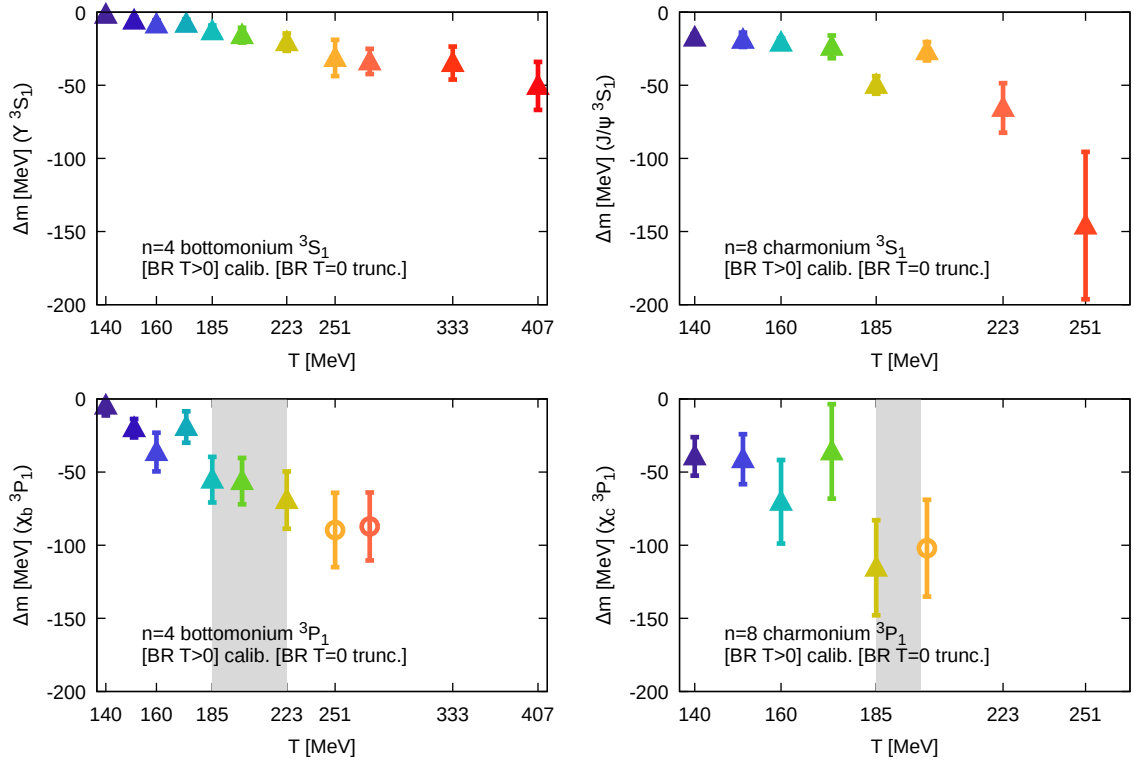 0
-50
-100
-150
-200
140 160 185 223 251 333 407
Δm [MeV] (ϒ ³S₁)
T [MeV]
n=4 bottomonium ³S₁
[BR T>0] calib. [BR T=0 trunc.]
0
-50
-100
-150
-200
140 160 185 223 251
Δm [MeV] (J/ψ ³S₁)
T [MeV]
n=8 charmonium ³S₁
[BR T>0] calib. [BR T=0 trunc.]
0
-50
-100
-150
-200
140 160 185 223 251 333 407
Δm [MeV] (χb ³P₁)
T [MeV]
n=4 bottomonium ³P₁
[BR T>0] calib. [BR T=0 trunc.]
0
-50
-100
-150
-200
140 160 185 223 251
Δm [MeV] (χc ³P₁)
T [MeV]
n=8 charmonium ³P₁
[BR T>0] calib. [BR T=0 trunc.]